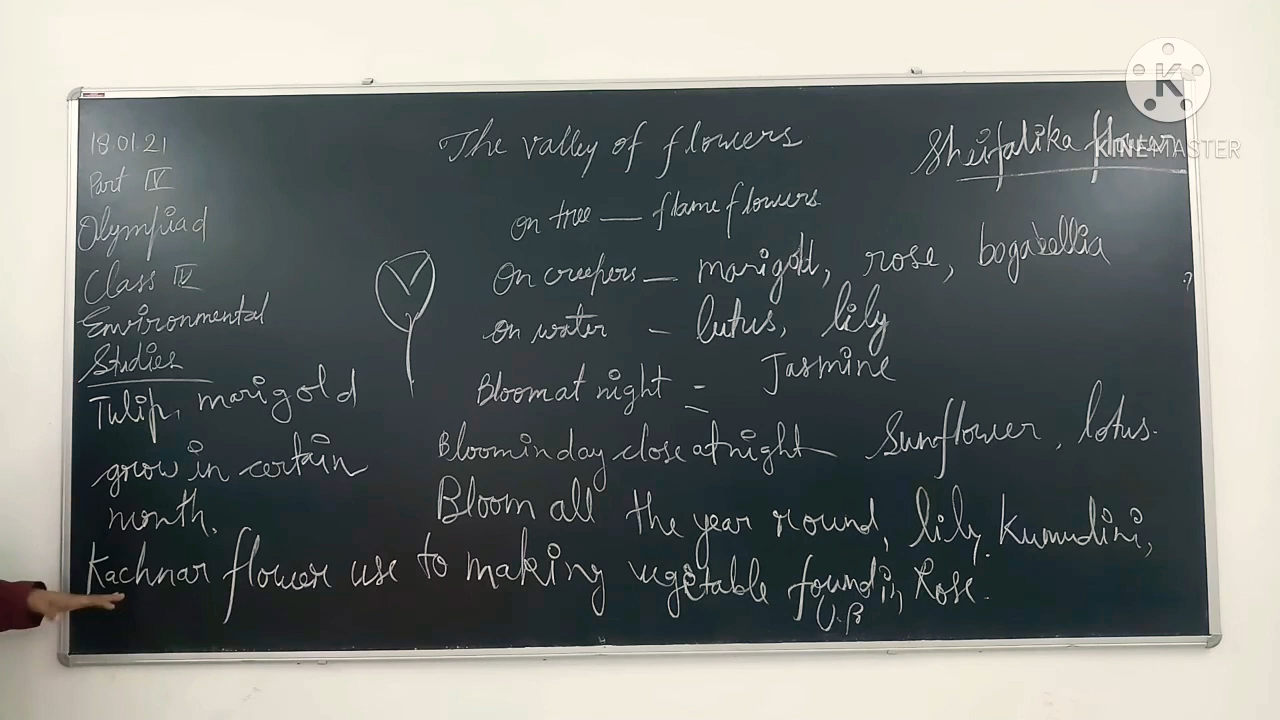 18.01.21
Part IV
Olympiad
Class IV
Environmental
Studies
Tulip, marigold
grow in certain
month.
The valley of flowers
Sheifalika flower
on tree — flame flowers
On creepers — marigold, rose, bogabellia
on water — lutus, lily
Bloom at night = Jasmine
Bloom in day close at night — Sunflower, lotus.
Bloom all the year round, lily, Kumudini,
Rose.
Kachnar flower use to making vegetable found in
U.P
K
KINEMASTER